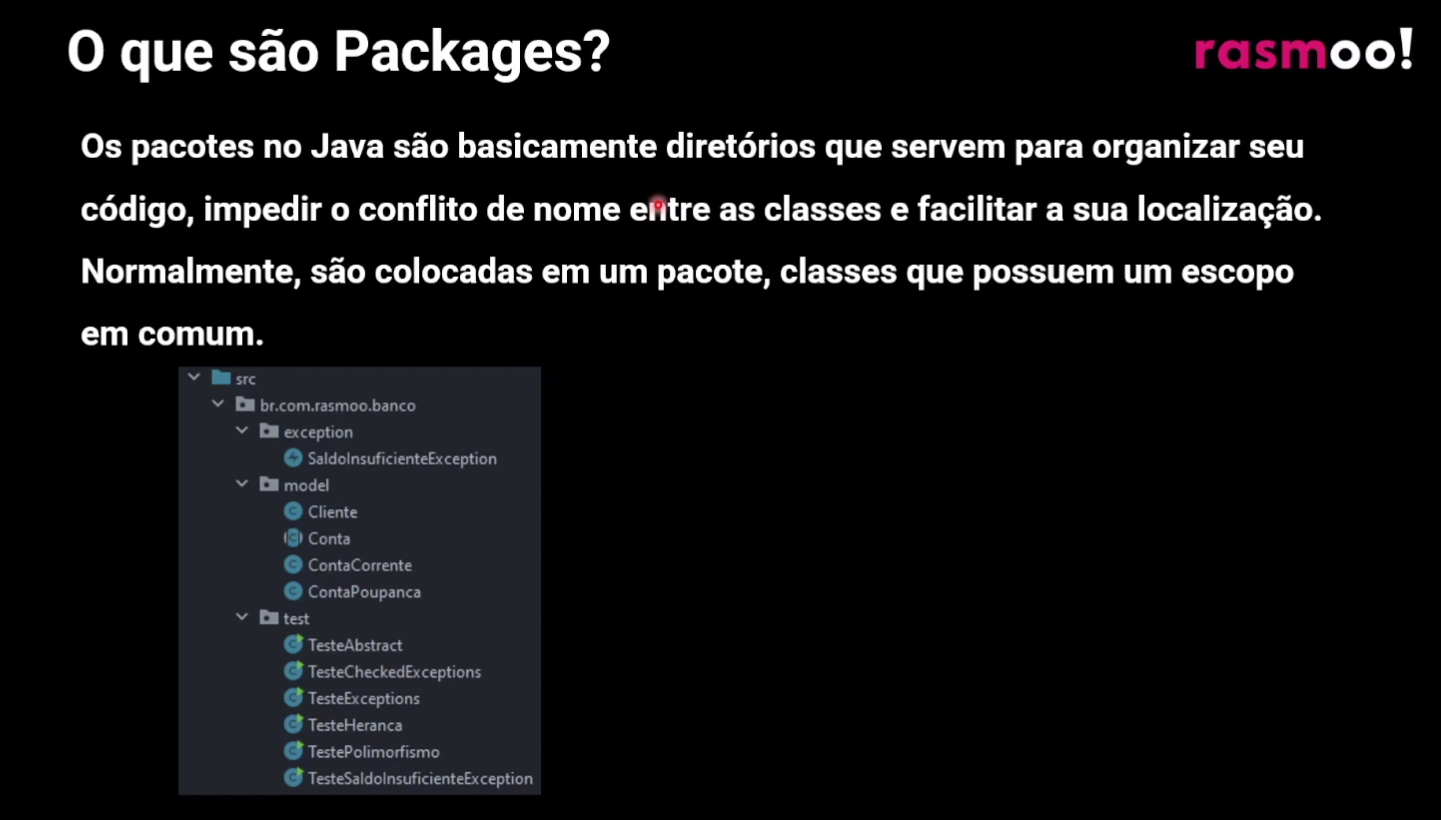 O que são Packages?
rasmoo!
Os pacotes no Java são basicamente diretórios que servem para organizar seu
código, impedir o conflito de nome entre as classes e facilitar a sua localização.
Normalmente, são colocadas em um pacote, classes que possuem um escopo
em comum.
src
br.com.rasmoo.banco
exception
SaldoInsuficienteException
model
Cliente
Conta
ContaCorrente
ContaPoupanca
test
TesteAbstract
TesteCheckedExceptions
TesteExceptions
TesteHeranca
TestePolimorfismo
TesteSaldoInsuficienteException